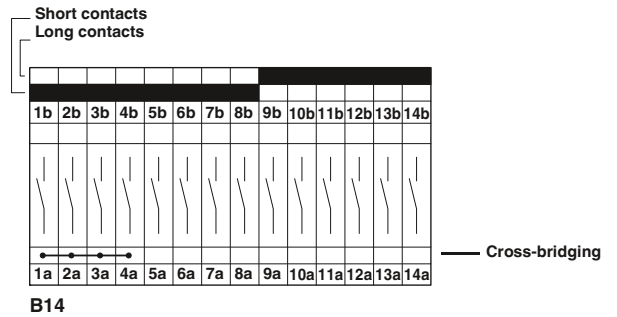 Short contacts
Long contacts
1b 2b 3b 4b 5b 6b 7b 8b 9b 10b 11b 12b 13b 14b
Cross-bridging
1a 2a 3a 4a 5a 6a 7a 8a 9a 10a 11a 12a 13a 14a
B14